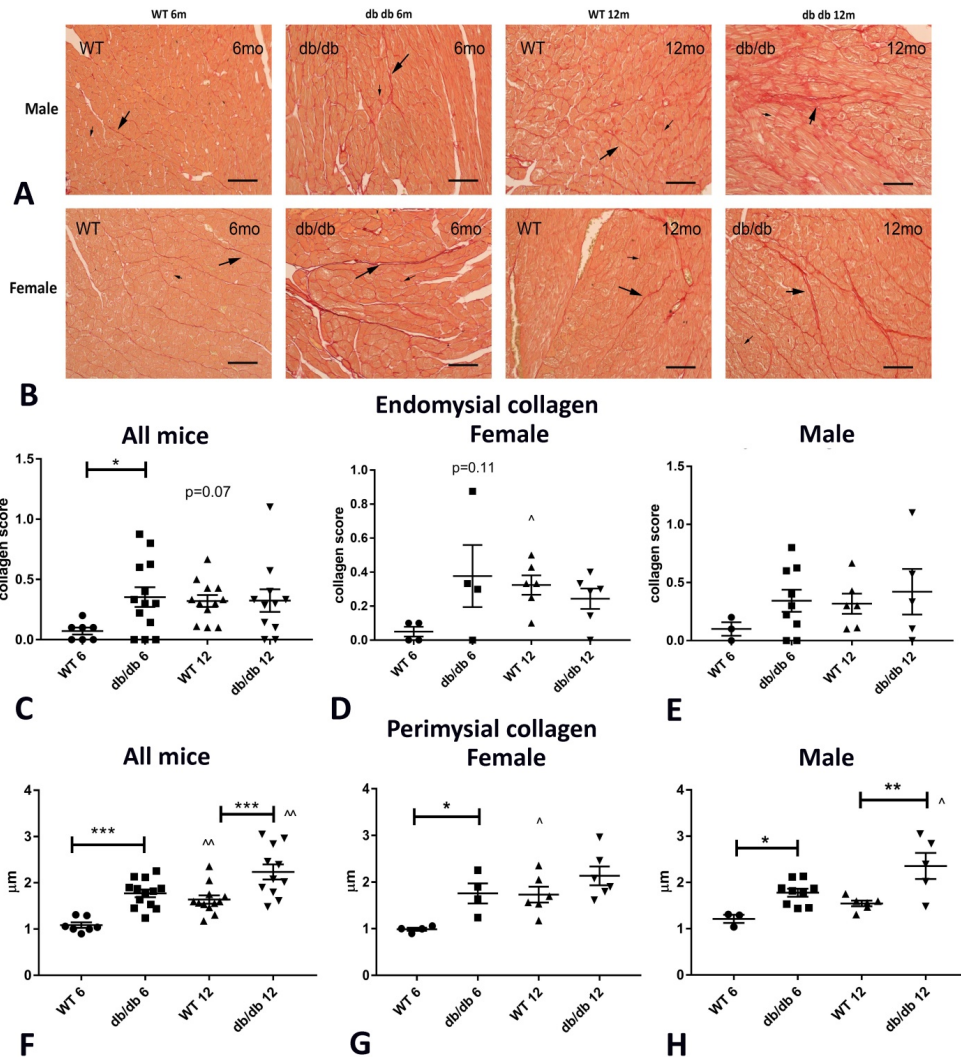 WT 6m db db 6m WT 12m db db 12m
WT 6mo db/db 6mo WT 12mo db/db 12mo
Male
A
WT 6mo db/db 6mo WT 12mo db/db 12mo
Female
B
Endomysial collagen
All mice Female Male
collagen score
1.5
1.0
0.5
0.0
*
p=0.07
WT 6 db/db 6 WT 12 db/db 12
C
collagen score
1.0
0.8
0.6
0.4
0.2
0.0
p=0.11
^
WT 6 db/db 6 WT 12 db/db 12
D
collagen score
1.5
1.0
0.5
0.0
WT 6 db/db 6 WT 12 db/db 12
E
Perimysial collagen
All mice Female Male
µm
4
3
2
1
0
***
^^
***
^^
WT 6 db/db 6 WT 12 db/db 12
F
µm
4
3
2
1
0
*
^
WT 6 db/db 6 WT 12 db/db 12
G
µm
4
3
2
1
0
*
**
^
WT 6 db/db 6 WT 12 db/db 12
H